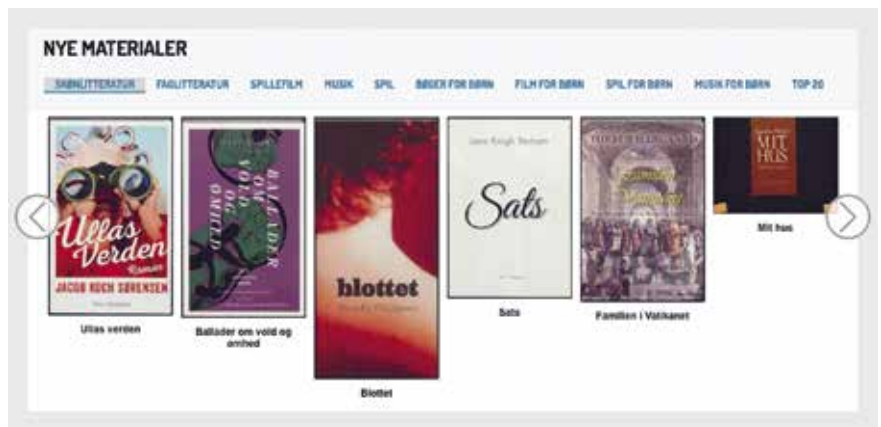 NYE MATERIALER
SKØNLITTERATUR FAGLITTERATUR SPILLEFILM MUSIK SPIL BØGER FOR BØRN FILM FOR BØRN SPIL FOR BØRN MUSIK FOR BØRN TOP 20
Ullas
Verden
Roman
JACOB KOCH SØRENSEN
BALLADER
OM
VOLD
OG
ØMHED
blottet
Sats
MIT
HUS
Ullas verden
Ballader om vold og
ømhed
Blottet
Sats
Familien i Vatikanet
Mit hus